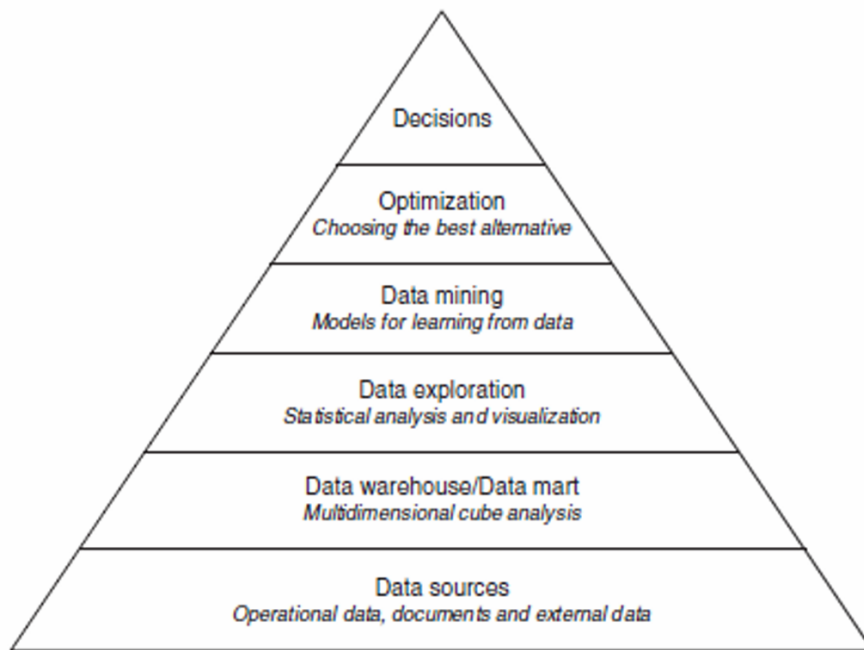 Decisions
Optimization
Choosing the best alternative
Data mining
Models for learning from data
Data exploration
Statistical analysis and visualization
Data warehouse/Data mart
Multidimensional cube analysis
Data sources
Operational data, documents and external data